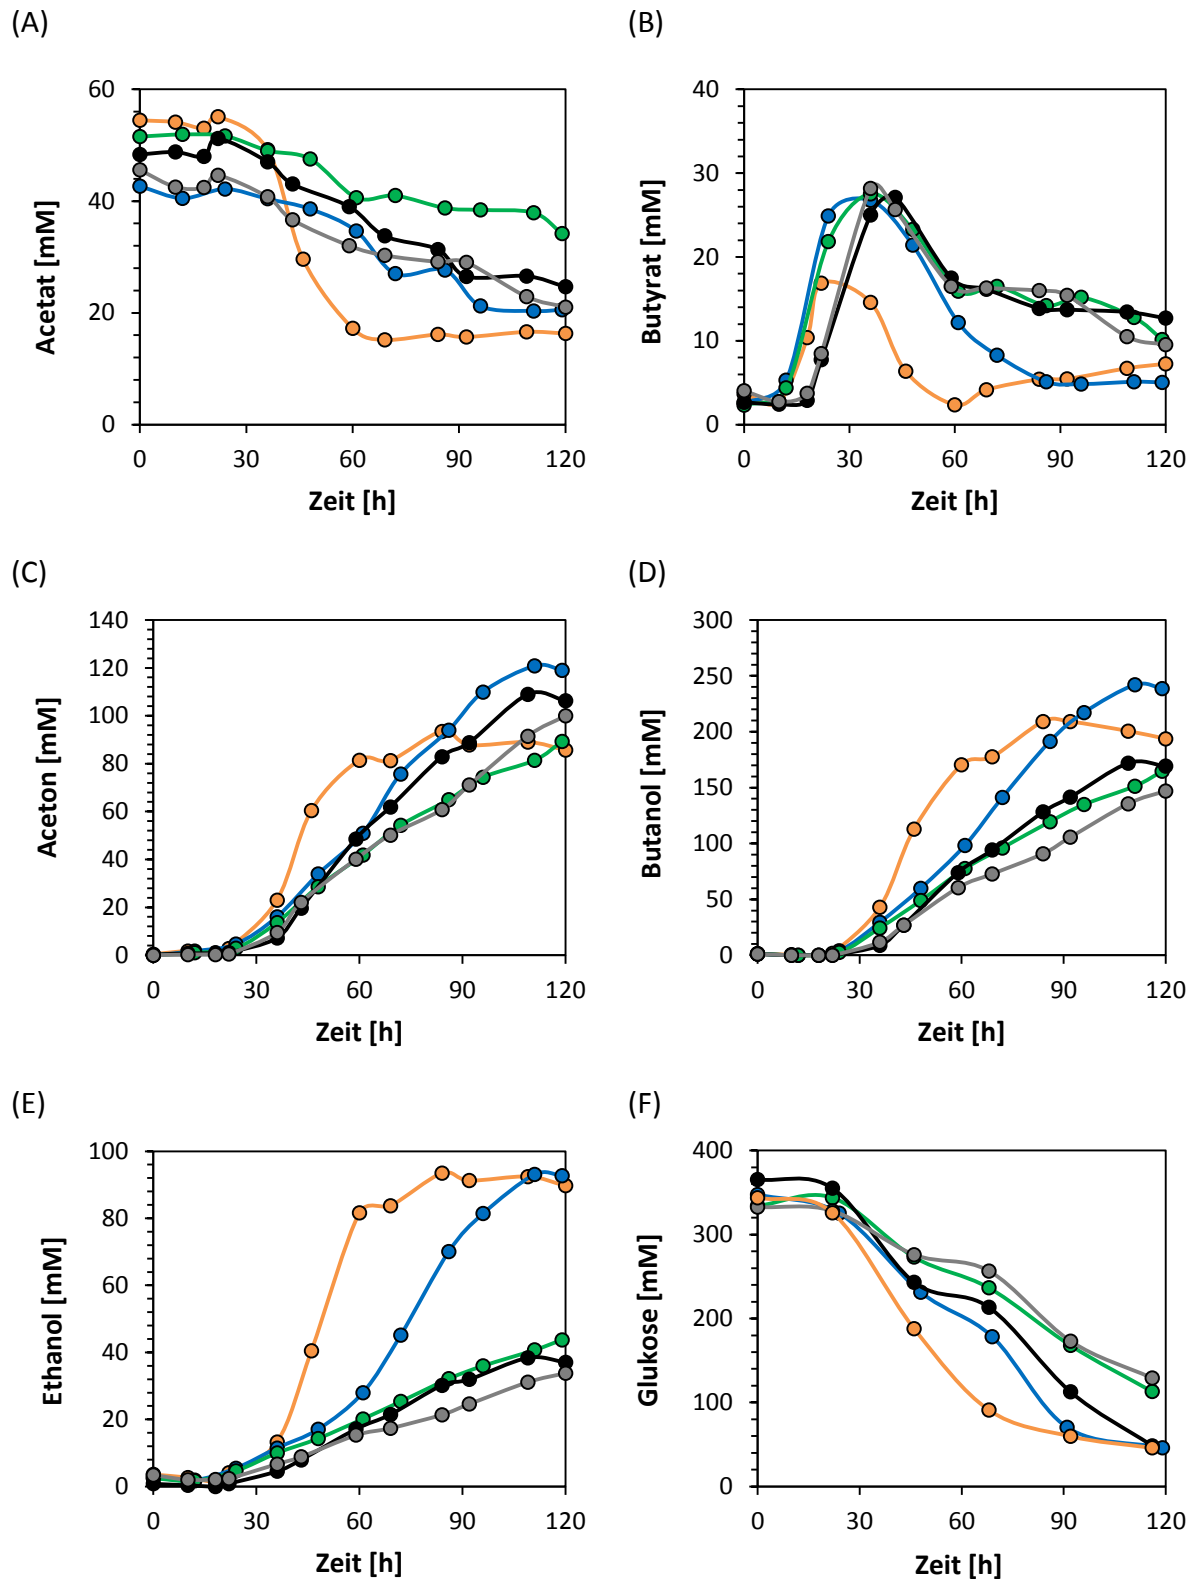 (A)
(B)
60
40
20
0
Acetat [mM]
0 30 60 90 120
Zeit [h]
40
30
20
10
0
Butyrat [mM]
0 30 60 90 120
Zeit [h]
(C)
(D)
140
120
100
80
60
40
20
0
Aceton [mM]
0 30 60 90 120
Zeit [h]
300
250
200
150
100
50
0
Butanol [mM]
0 30 60 90 120
Zeit [h]
(E)
(F)
100
80
60
40
20
0
Ethanol [mM]
0 30 60 90 120
Zeit [h]
400
300
200
100
0
Glukose [mM]
0 30 60 90 120
Zeit [h]